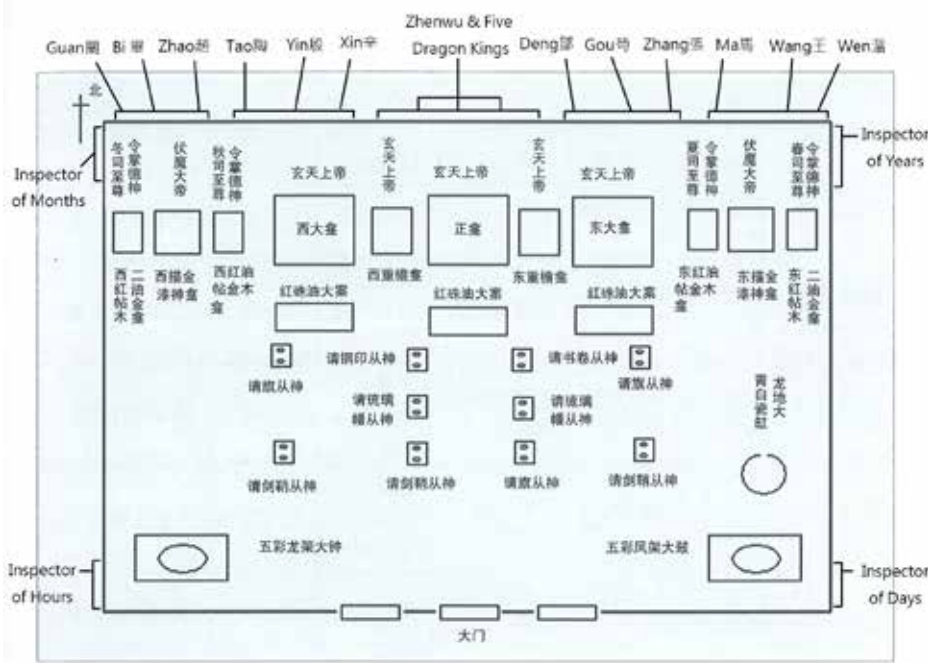 Zhenwu & Five
Dragon Kings
Guan關 Bi畢 Zhao趙 Tao陶 Yin殷 Xin辛 Deng鄧 Gou苟 Zhang張 Ma馬 Wang王 Wen溫
北
Inspector
of Months
Inspector
of Years
冬司至尊
令掌德神
伏魔大帝
秋司至尊
令掌德神
玄天上帝
玄天上帝
玄天上帝
玄天上帝
玄天上帝
夏司至尊
令掌德神
伏魔大帝
春司至尊
令掌德神
西大龛
正龛
东大龛
西红帖木
二油金龛
西描金
漆神龛
西红油
帖金木
龛
西重檐龛
东重檐龛
东红油
帖金木
龛
东描金
漆神龛
东红帖木
二油金龛
红珠油大案
红珠油大案
红珠油大案
请旗从神
请铜印从神
请书卷从神
请旗从神
请琉璃
幡从神
请琉璃
幡从神
龙地大
青白瓷缸
请剑鞘从神
请剑鞘从神
请旗从神
请剑鞘从神
五彩龙架大钟
五彩凤架大鼓
Inspector
of Hours
Inspector
of Days
大门